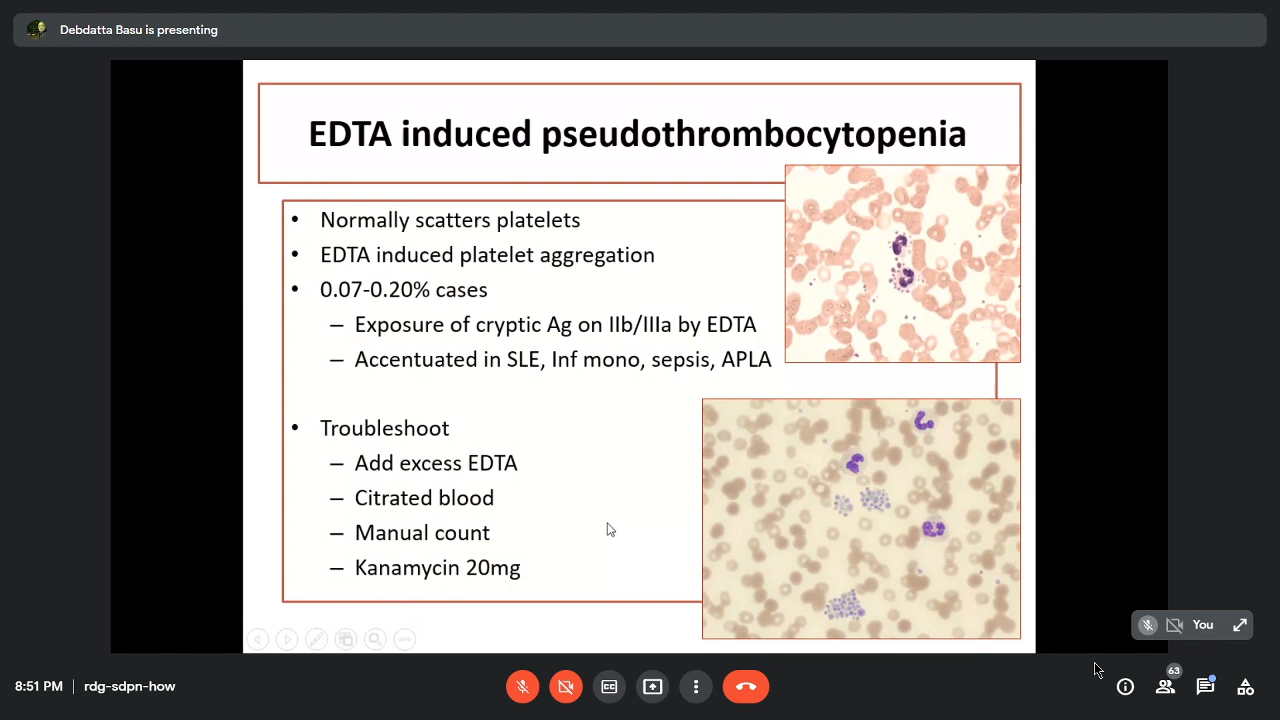 Debdatta Basu is presenting
EDTA induced pseudothrombocytopenia
• Normally scatters platelets
• EDTA induced platelet aggregation
• 0.07-0.20% cases
– Exposure of cryptic Ag on IIb/IIIa by EDTA
– Accentuated in SLE, Inf mono, sepsis, APLA
• Troubleshoot
– Add excess EDTA
– Citrated blood
– Manual count
– Kanamycin 20mg
You
8:51 PM | rdg-sdpn-how
63